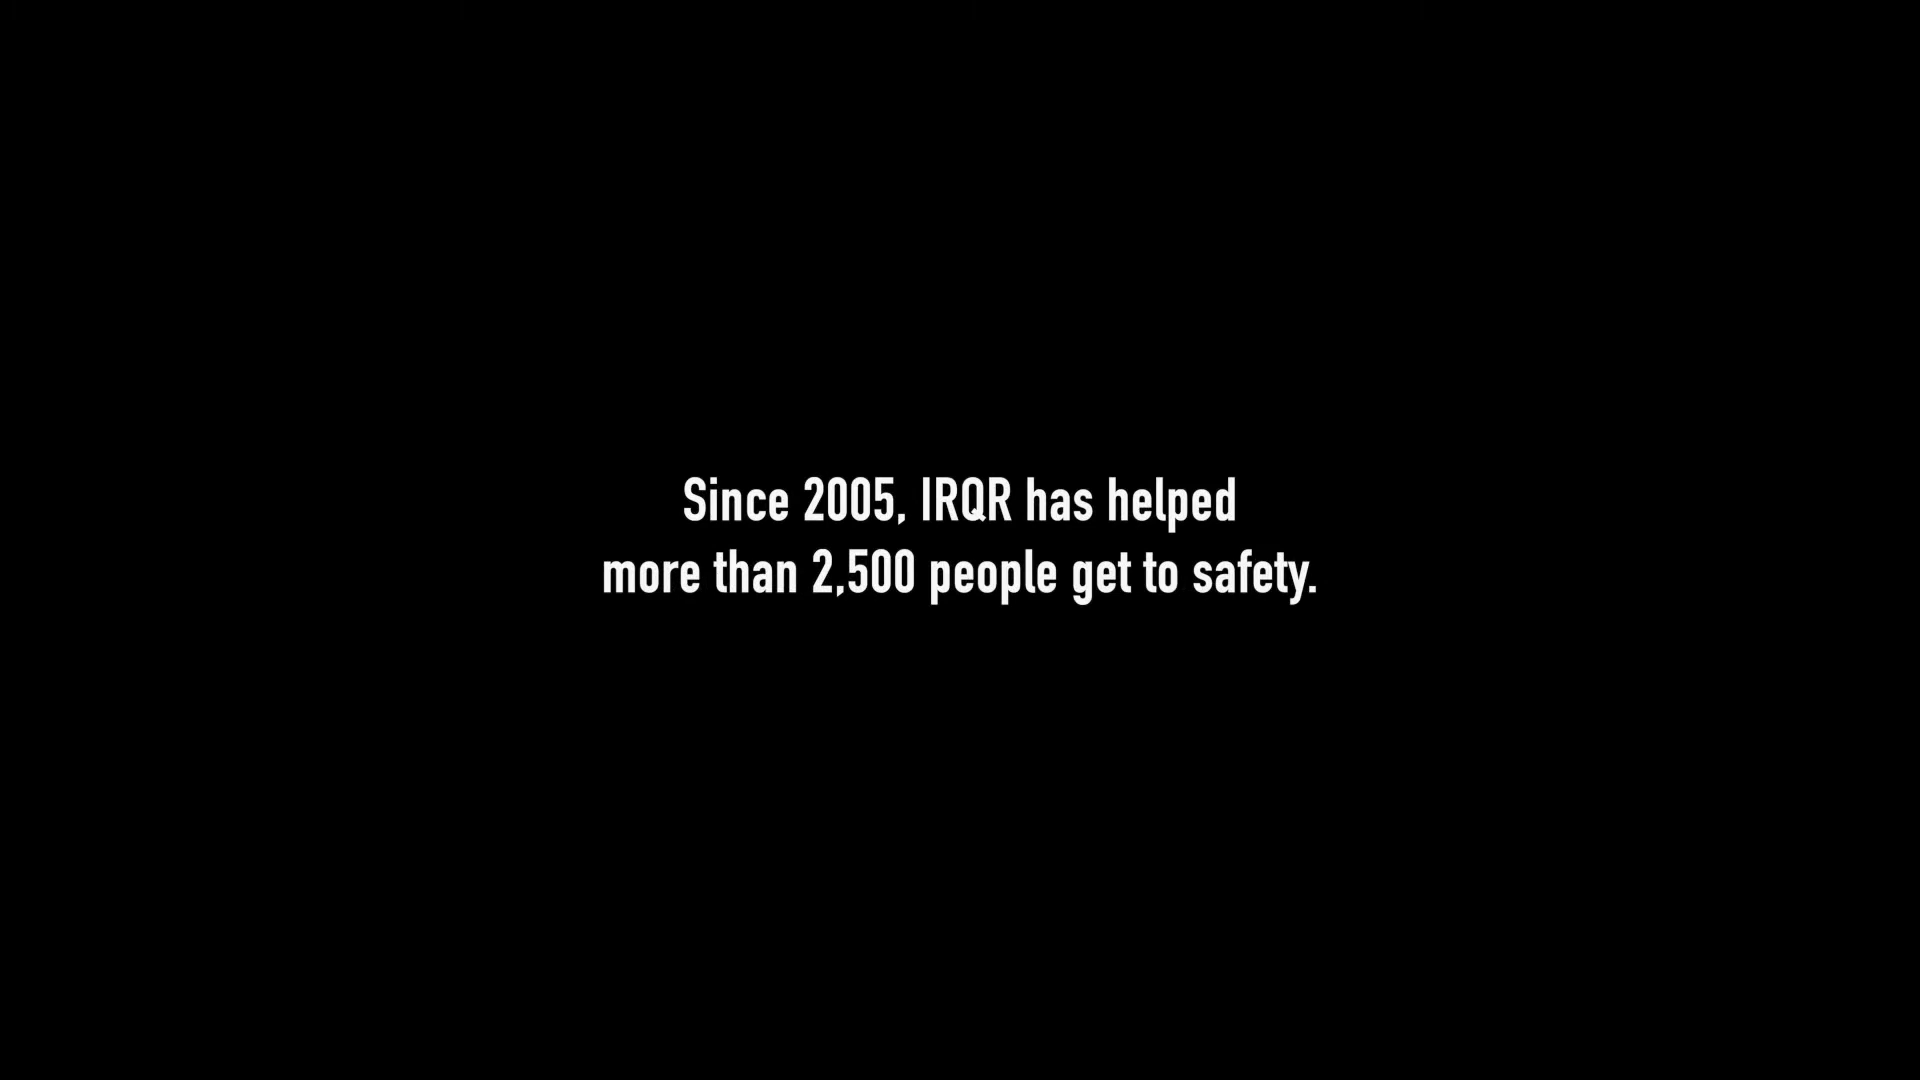 Since 2005, IRQR has helped
more than 2,500 people get to safety.